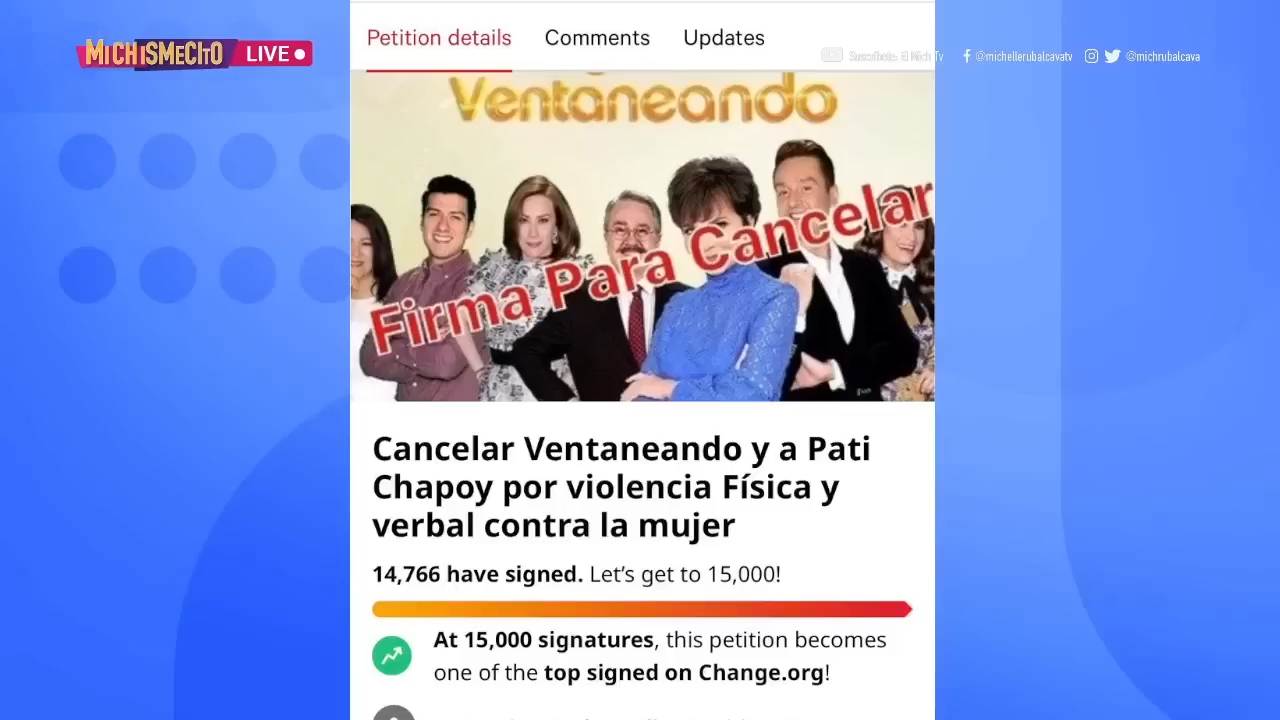 MICHISMECITO LIVE
Petition details Comments Updates
@michellerubalcavatv @michrubalcava
Ventaneando
Firma Para Cancelar
Cancelar Ventaneando y a Pati
Chapoy por violencia Física y
verbal contra la mujer
14,766 have signed. Let's get to 15,000!
At 15,000 signatures, this petition becomes
one of the top signed on Change.org!